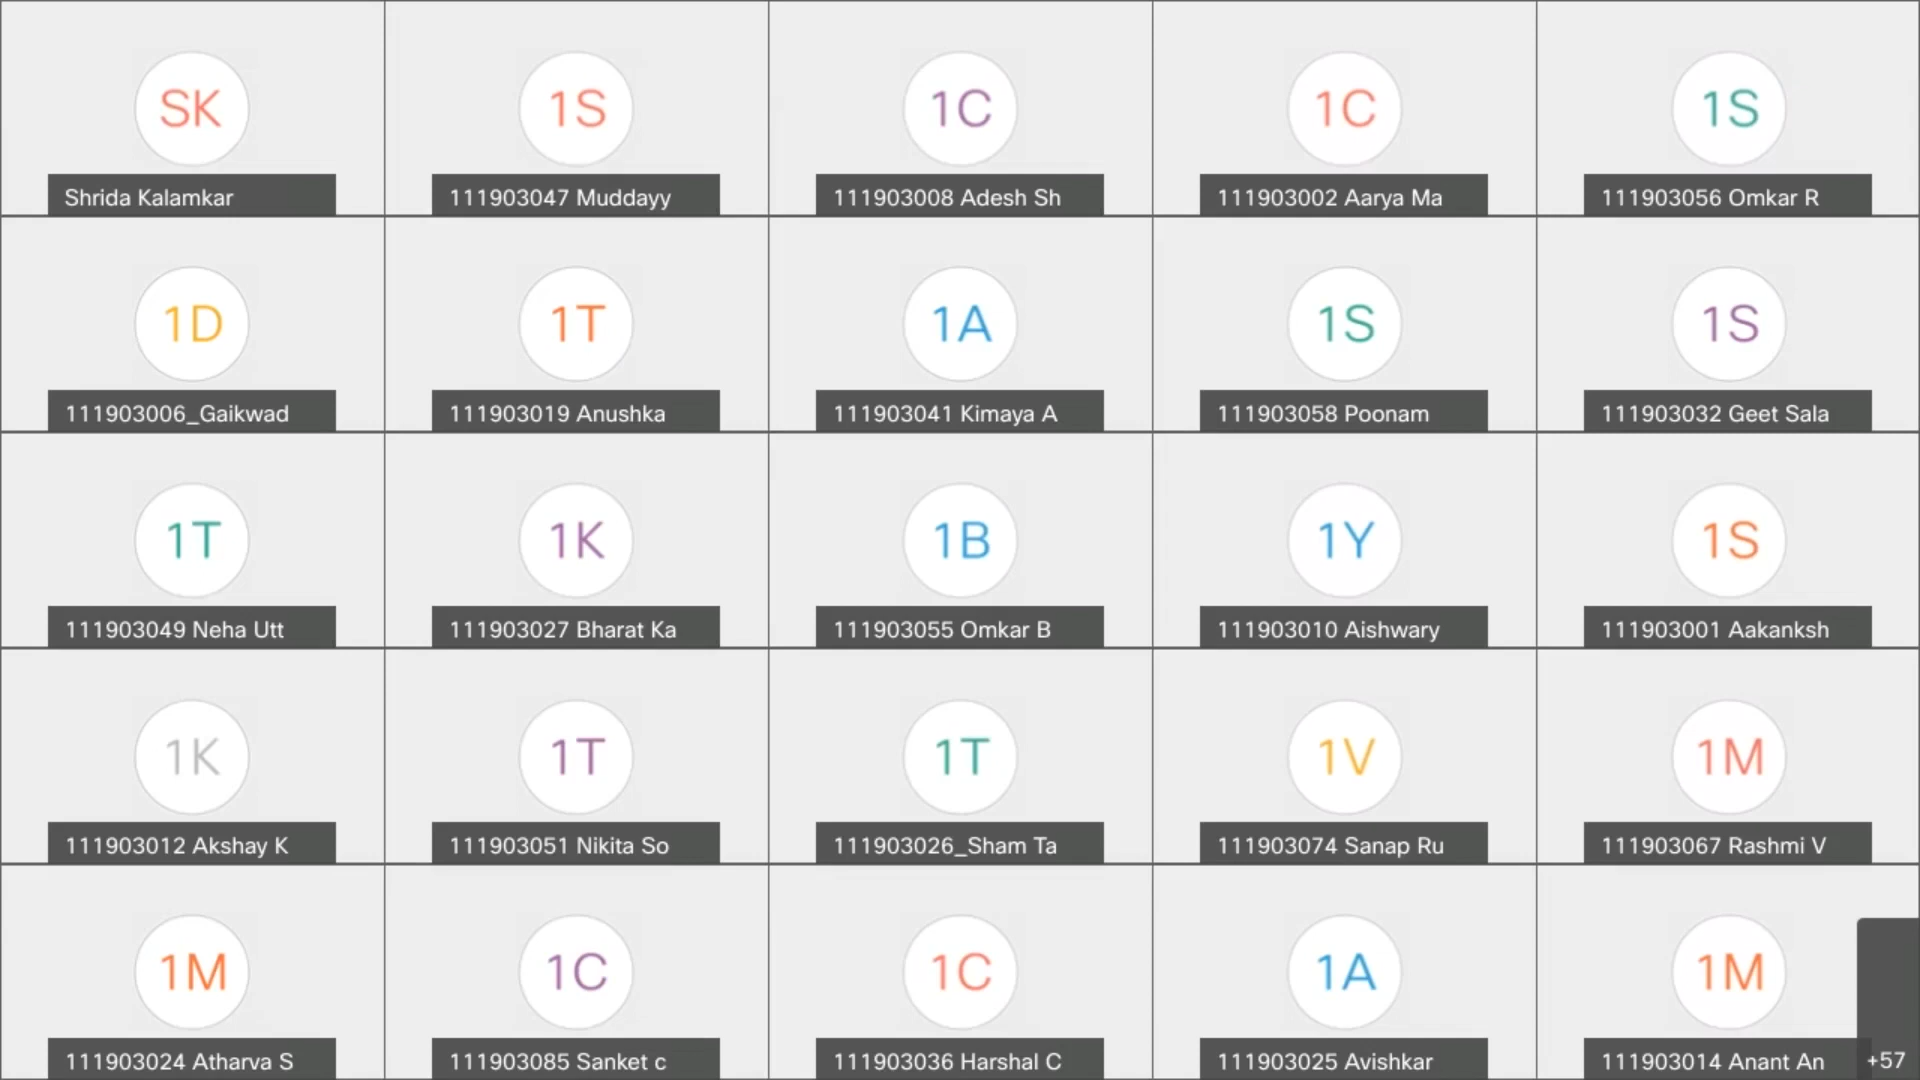 SK
Shrida Kalamkar
1S
111903047 Muddayy
1C
111903008 Adesh Sh
1C
111903002 Aarya Ma
1S
111903056 Omkar R
1D
111903006_Gaikwad
1T
111903019 Anushka
1A
111903041 Kimaya A
1S
111903058 Poonam
1S
111903032 Geet Sala
1T
111903049 Neha Utt
1K
111903027 Bharat Ka
1B
111903055 Omkar B
1Y
111903010 Aishwary
1S
111903001 Aakanksh
1K
111903012 Akshay K
1T
111903051 Nikita So
1T
111903026_Sham Ta
1V
111903074 Sanap Ru
1M
111903067 Rashmi V
1M
111903024 Atharva S
1C
111903085 Sanket c
1C
111903036 Harshal C
1A
111903025 Avishkar
1M
111903014 Anant An
+57